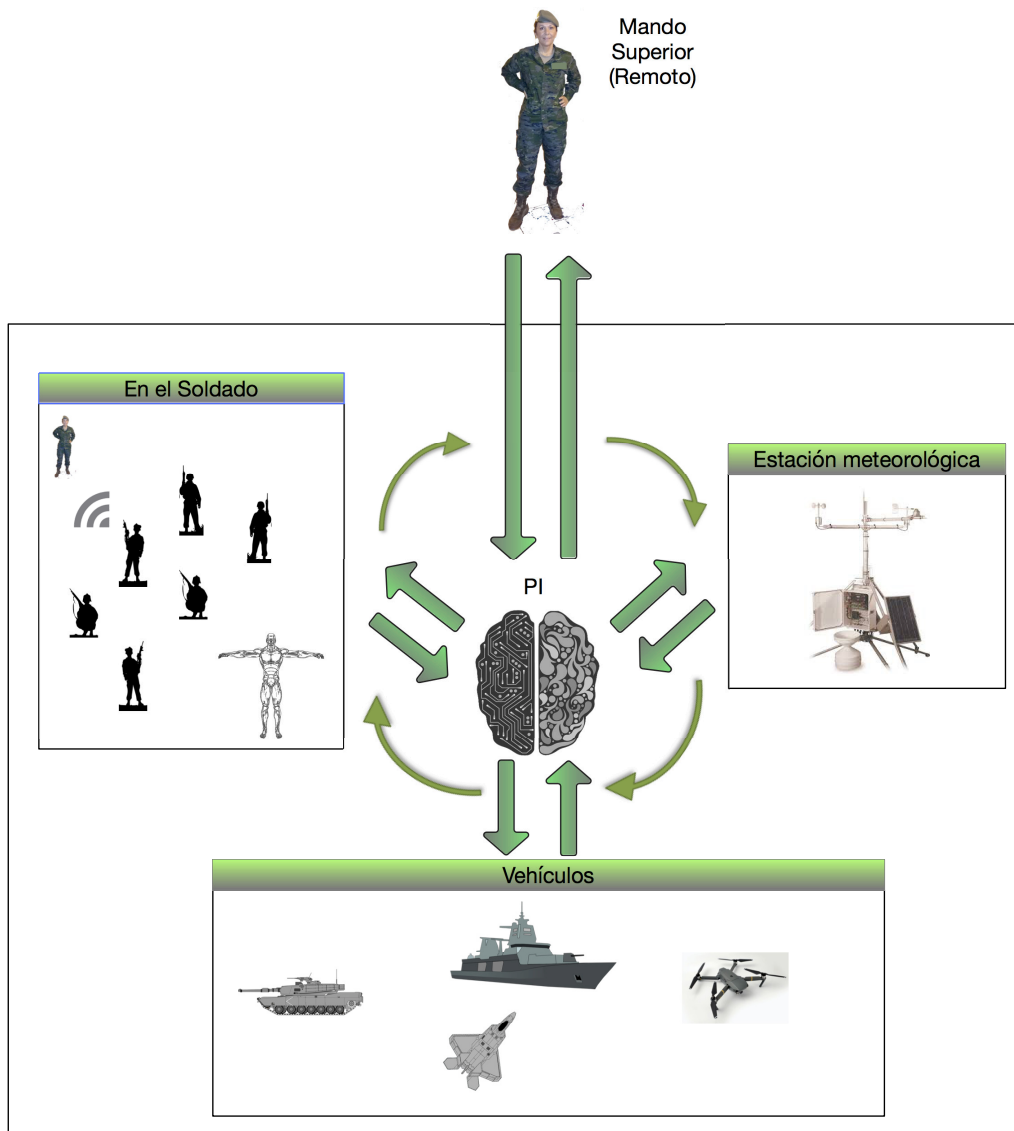 Mando
Superior
(Remoto)
En el Soldado
Estación meteorológica
PI
Vehículos